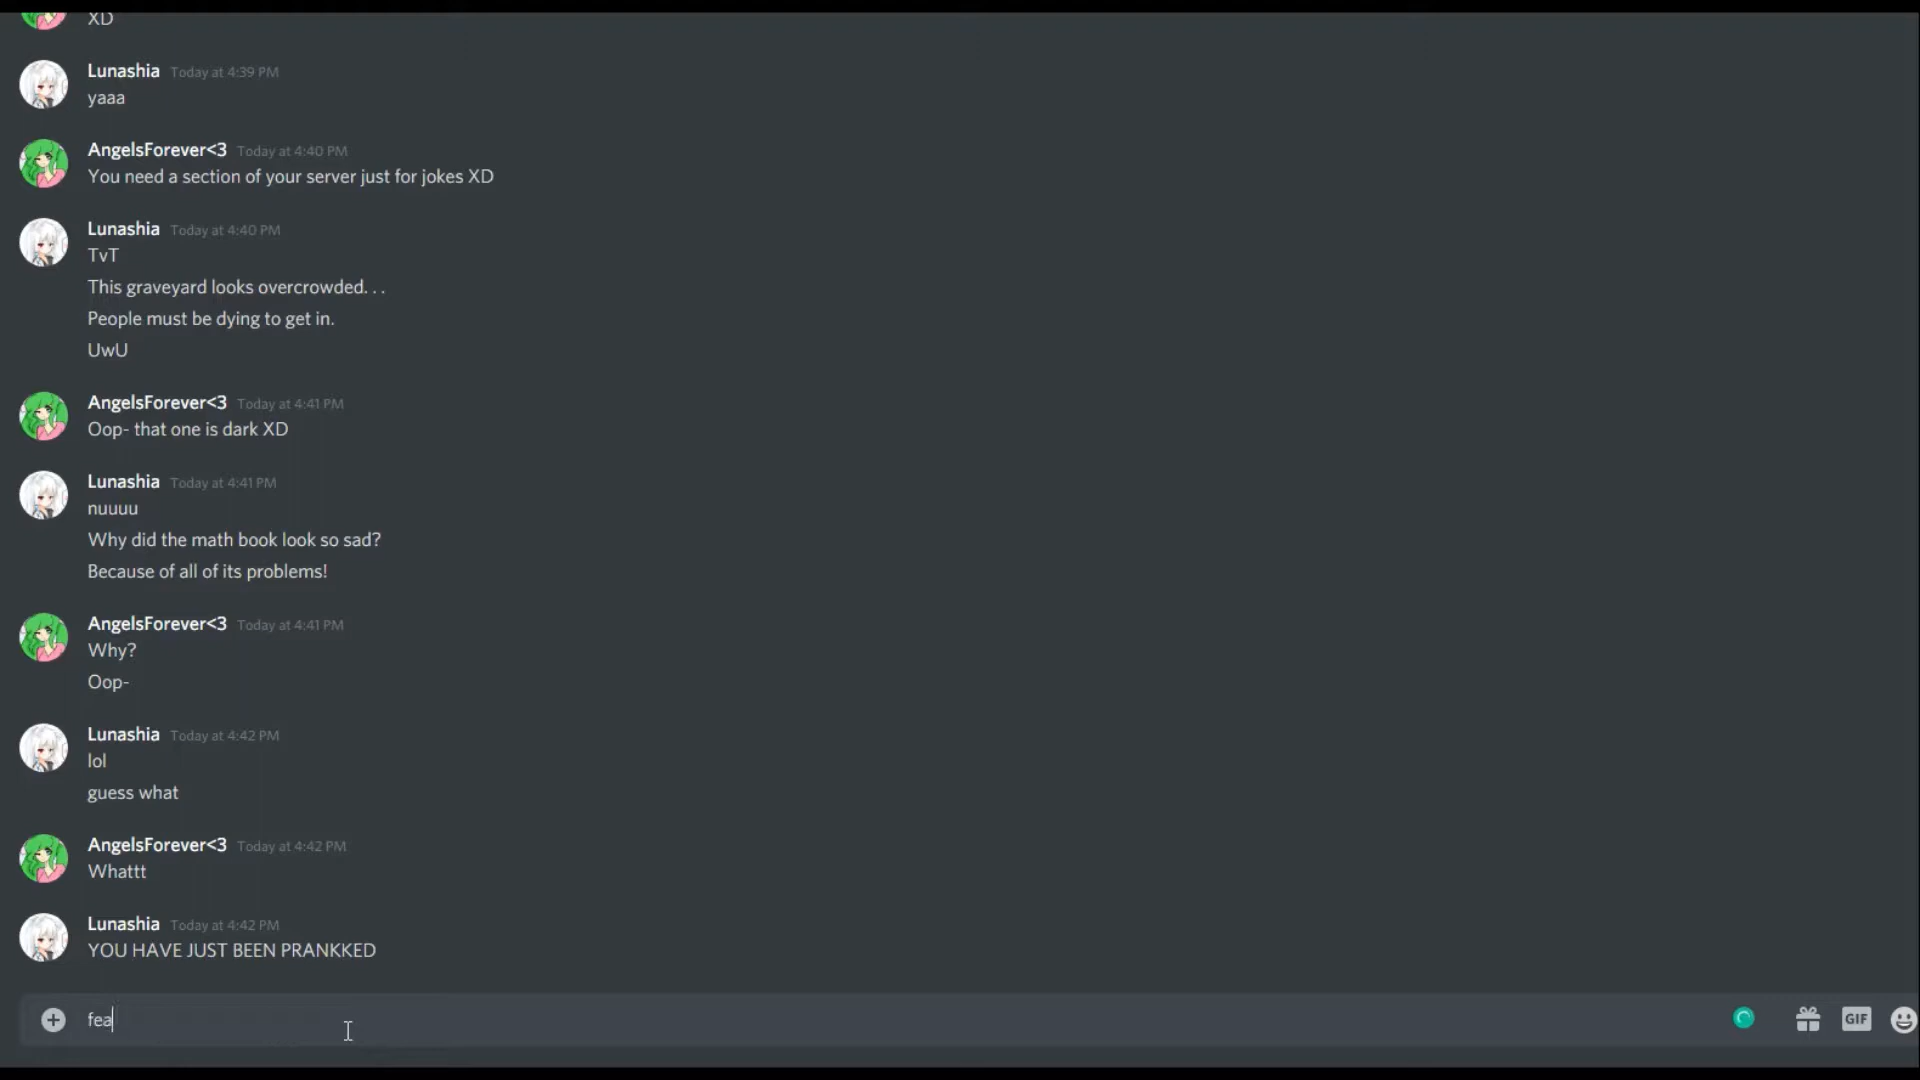 XD
Lunashia Today at 4:39 PM
yaaa
AngelsForever<3 Today at 4:40 PM
You need a section of your server just for jokes XD
Lunashia Today at 4:40 PM
TvT
This graveyard looks overcrowded. . .
People must be dying to get in.
UwU
AngelsForever<3 Today at 4:41 PM
Oop- that one is dark XD
Lunashia Today at 4:41 PM
nuuuu
Why did the math book look so sad?
Because of all of its problems!
AngelsForever<3 Today at 4:41 PM
Why?
Oop-
Lunashia Today at 4:42 PM
lol
guess what
AngelsForever<3 Today at 4:42 PM
Whattt
Lunashia Today at 4:42 PM
YOU HAVE JUST BEEN PRANKKED
fea GIF